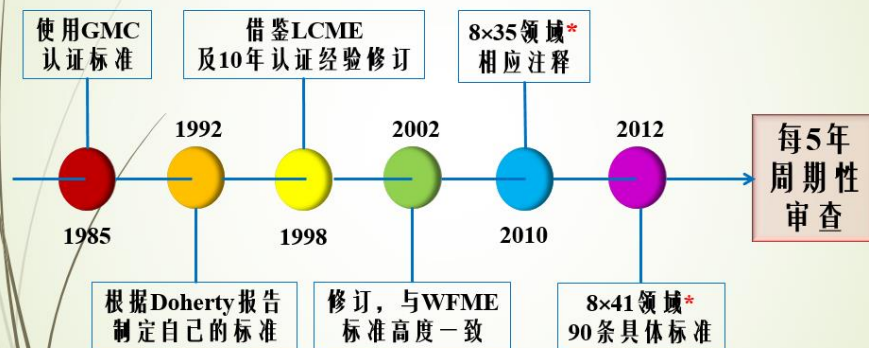 使用GMC
认证标准
借鉴LCME
及10年认证经验修订
8×35领域*
相应注释
1992
2002
2012
每5年
周期性
审查
1985
1998
2010
根据Doherty报告
制定自己的标准
修订，与WFME
标准高度一致
8×41领域*
90条具体标准